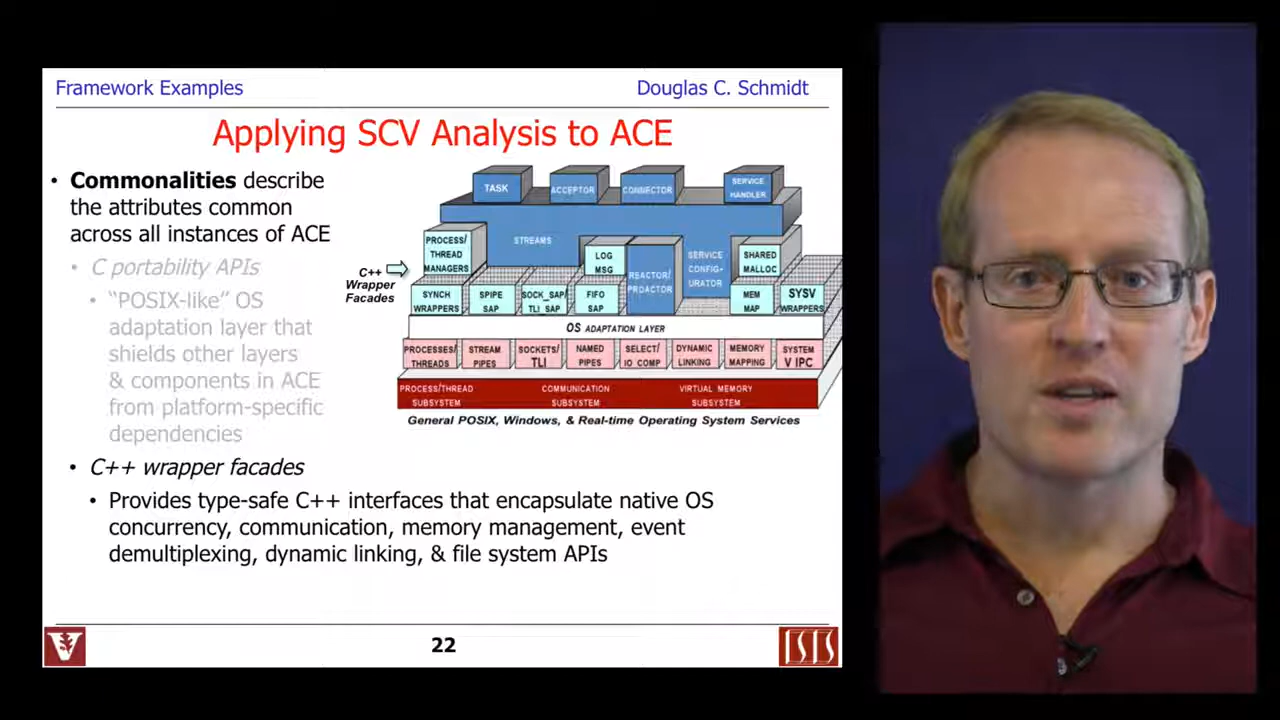 Framework Examples
Douglas C. Schmidt
Applying SCV Analysis to ACE
• Commonalities describe
the attributes common
across all instances of ACE
• C portability APIs
• “POSIX-like” OS
adaptation layer that
shields other layers
& components in ACE
from platform-specific
dependencies
• C++ wrapper facades
• Provides type-safe C++ interfaces that encapsulate native OS
concurrency, communication, memory management, event
demultiplexing, dynamic linking, & file system APIs
TASK
ACCEPTOR
CONNECTOR
SERVICE
HANDLER
PROCESS/
THREAD
MANAGERS
STREAMS
LOG
MSG
REACTOR/
PROACTOR
SERVICE
CONFIG-
URATOR
SHARED
MALLOC
C++
Wrapper
Facades
SYNCH
WRAPPERS
SPIPE
SAP
SOCK_SAP/
TLI_SAP
FIFO
SAP
MEM
MAP
SYSV
WRAPPERS
OS ADAPTATION LAYER
PROCESSES/
THREADS
STREAM
PIPES
SOCKETS/
TLI
NAMED
PIPES
SELECT/
IO COMP
DYNAMIC
LINKING
MEMORY
MAPPING
SYSTEM
V IPC
PROCESS/THREAD
SUBSYSTEM
COMMUNICATION
SUBSYSTEM
VIRTUAL MEMORY
SUBSYSTEM
General POSIX, Windows, & Real-time Operating System Services
22
V
ISIS